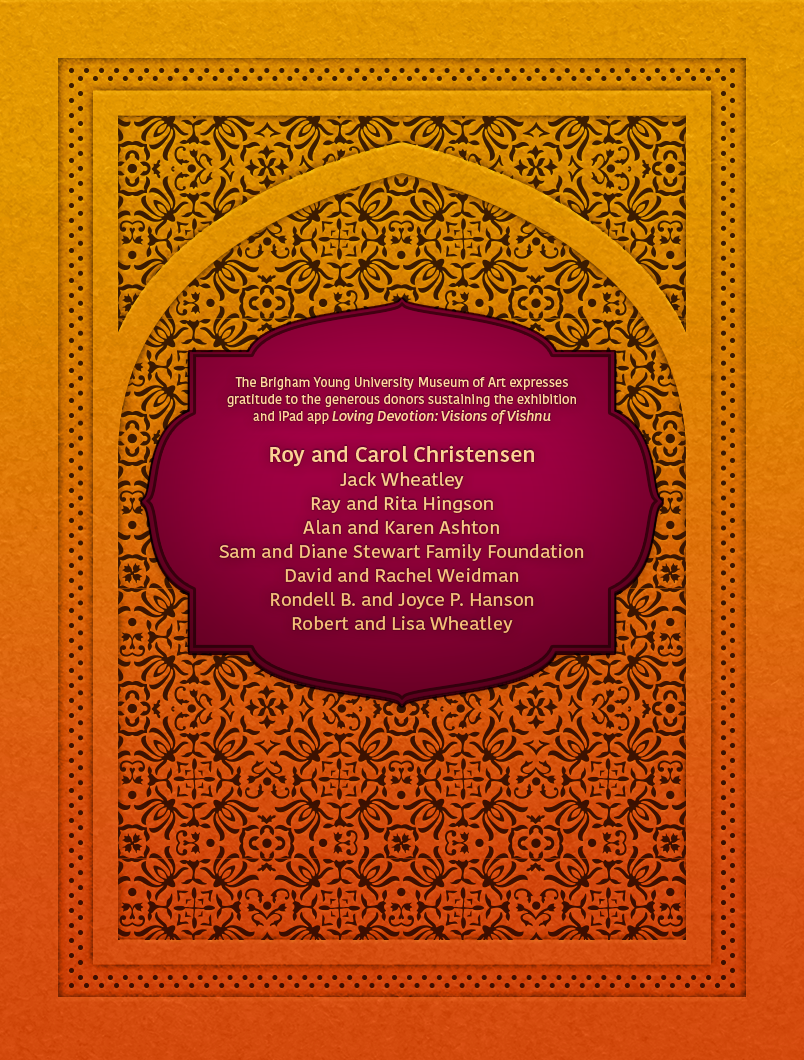 The Brigham Young University Museum of Art expresses
gratitude to the generous donors sustaining the exhibition
and iPad app Loving Devotion: Visions of Vishnu
Roy and Carol Christensen
Jack Wheatley
Ray and Rita Hingson
Alan and Karen Ashton
Sam and Diane Stewart Family Foundation
David and Rachel Weidman
Rondell B. and Joyce P. Hanson
Robert and Lisa Wheatley